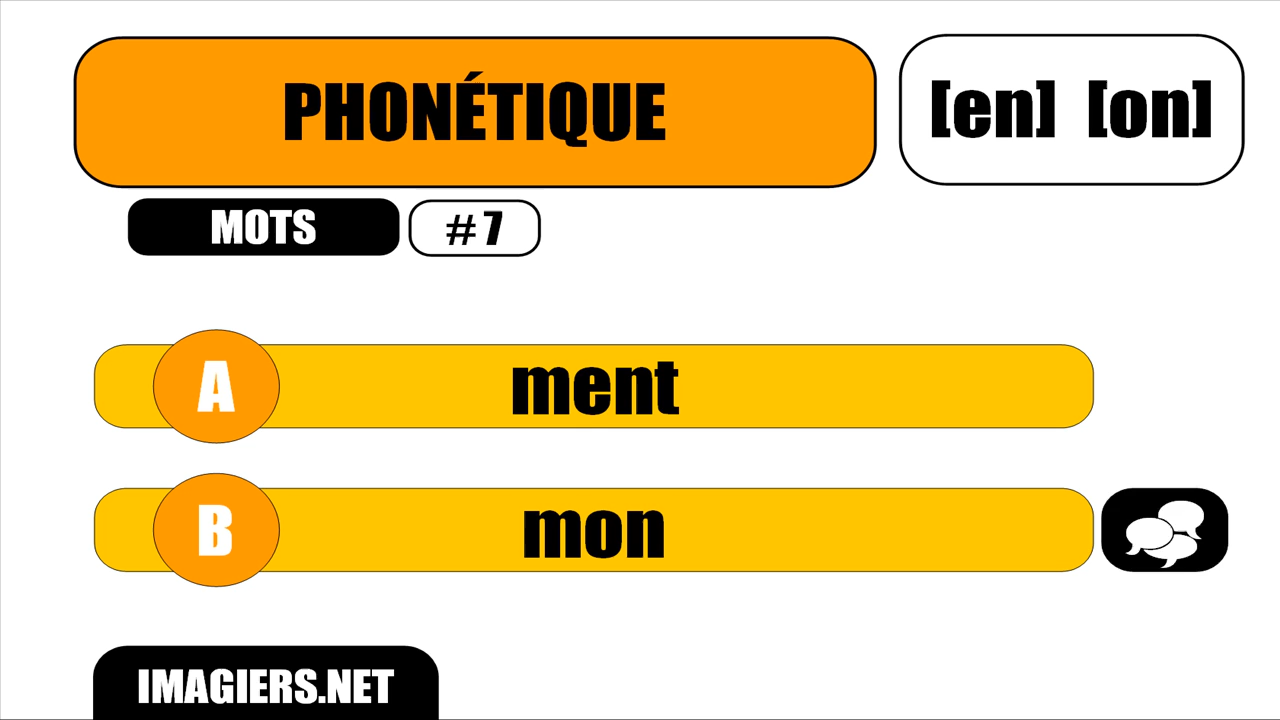 PHONÉTIQUE
[en] [on]
MOTS #7
A ment
B mon
IMAGIERS.NET